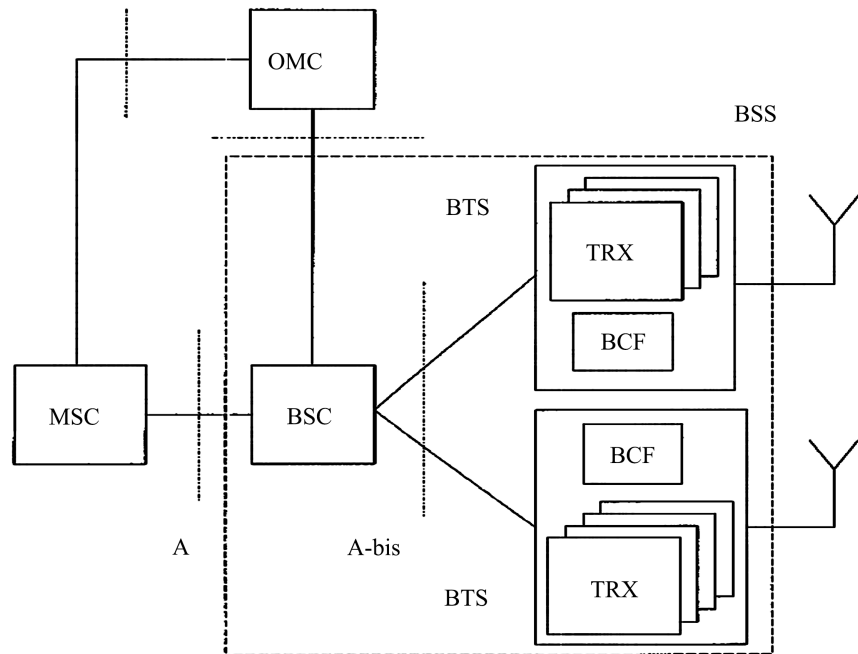 OMC
BSS
BTS
TRX
BCF
MSC
BSC
BCF
A
A-bis
BTS
TRX